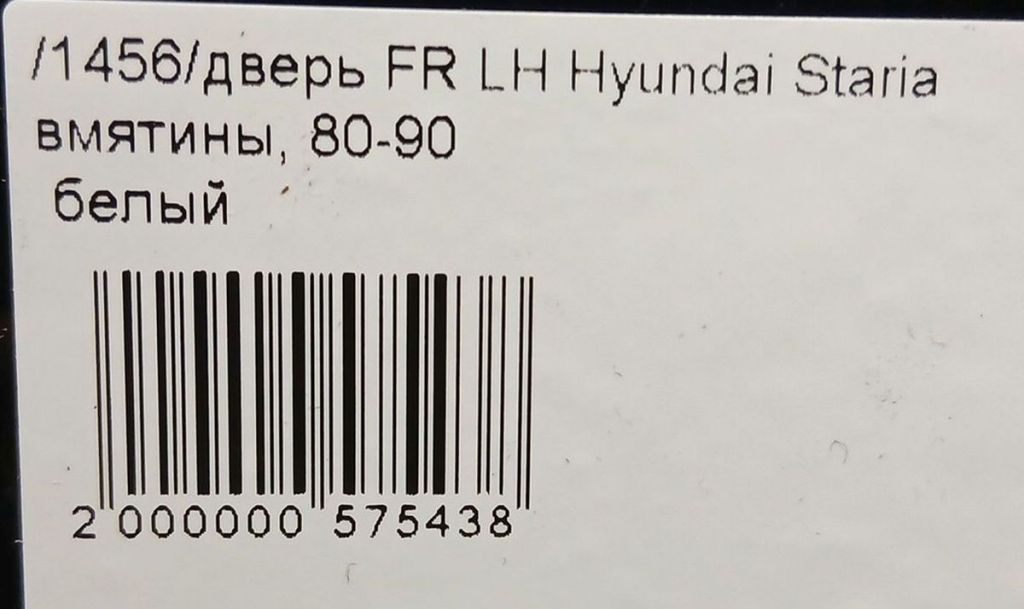 /1456/дверь FR LH Hyundai Staria
вмятины, 80-90
белый
2 000000 575438